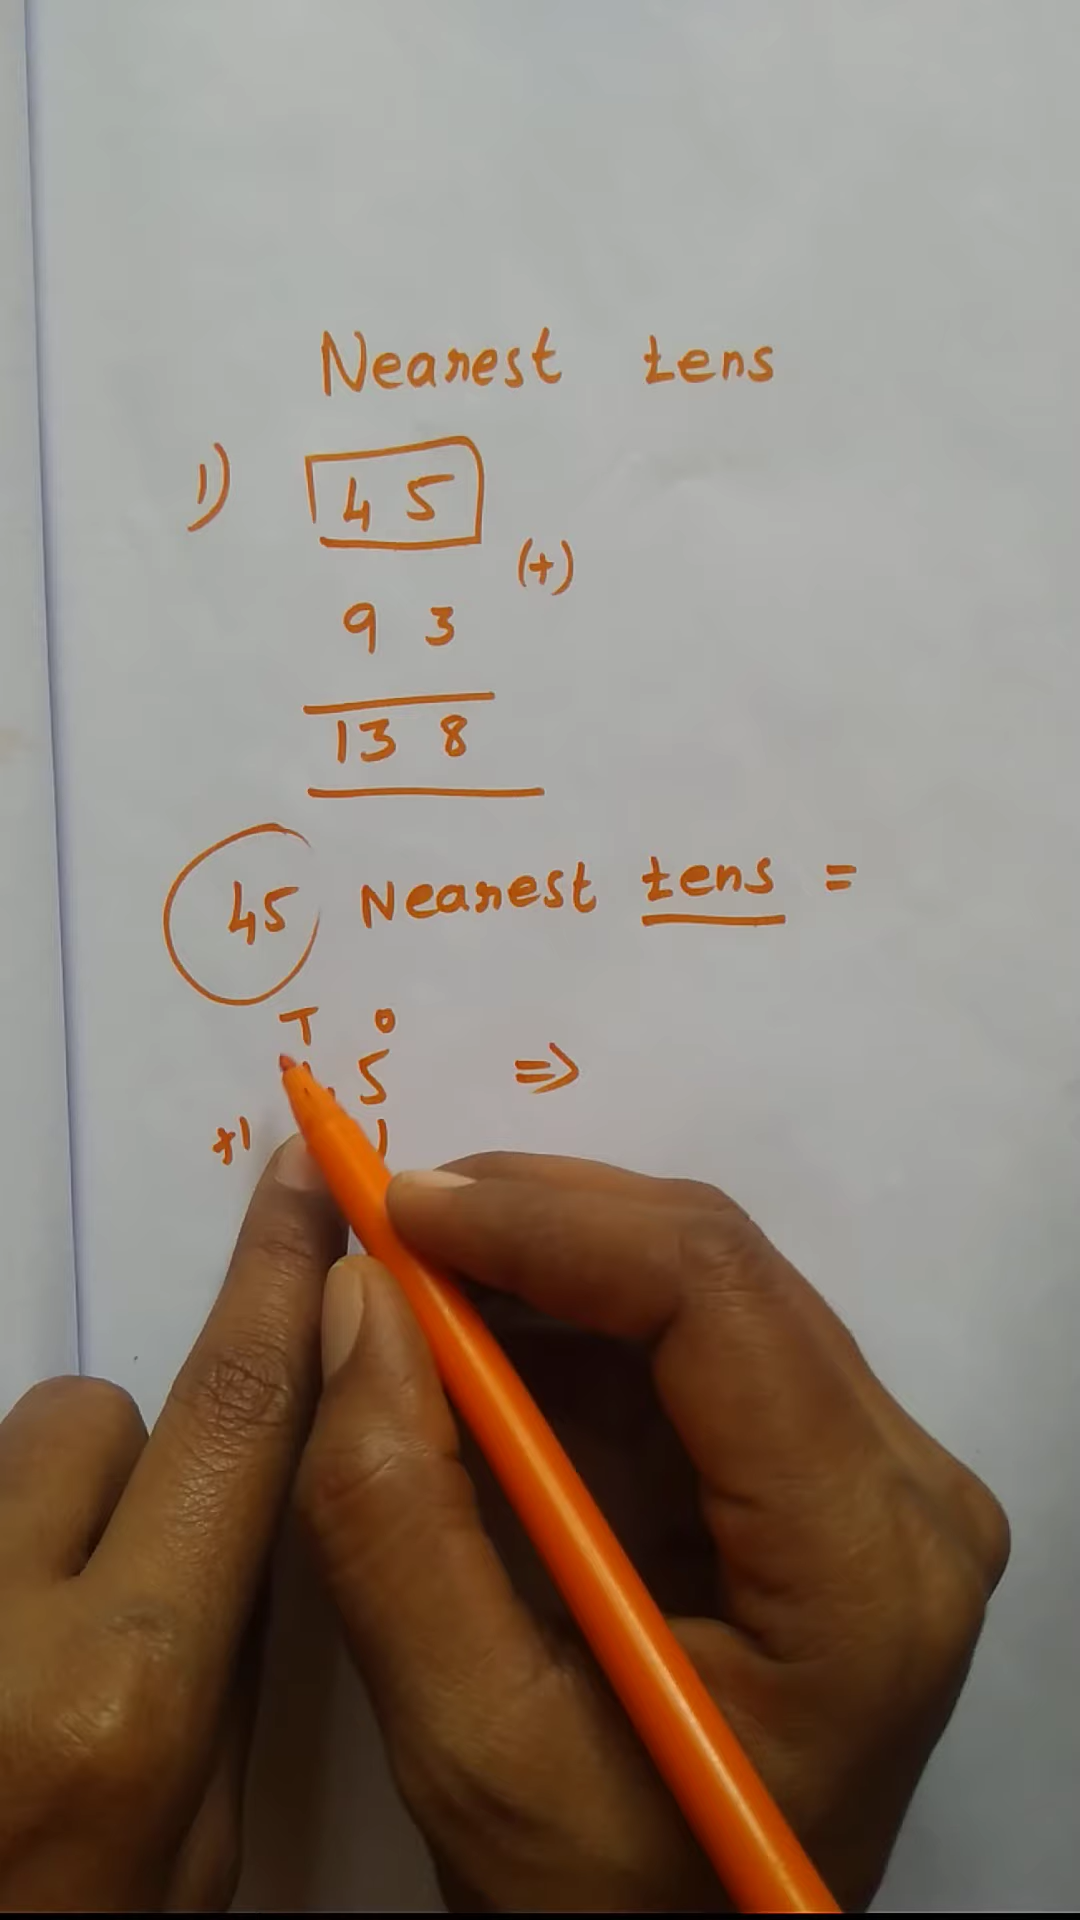 Nearest tens
1) 45
(+)
93
138
45 Nearest tens =
T O
5 =>
+1